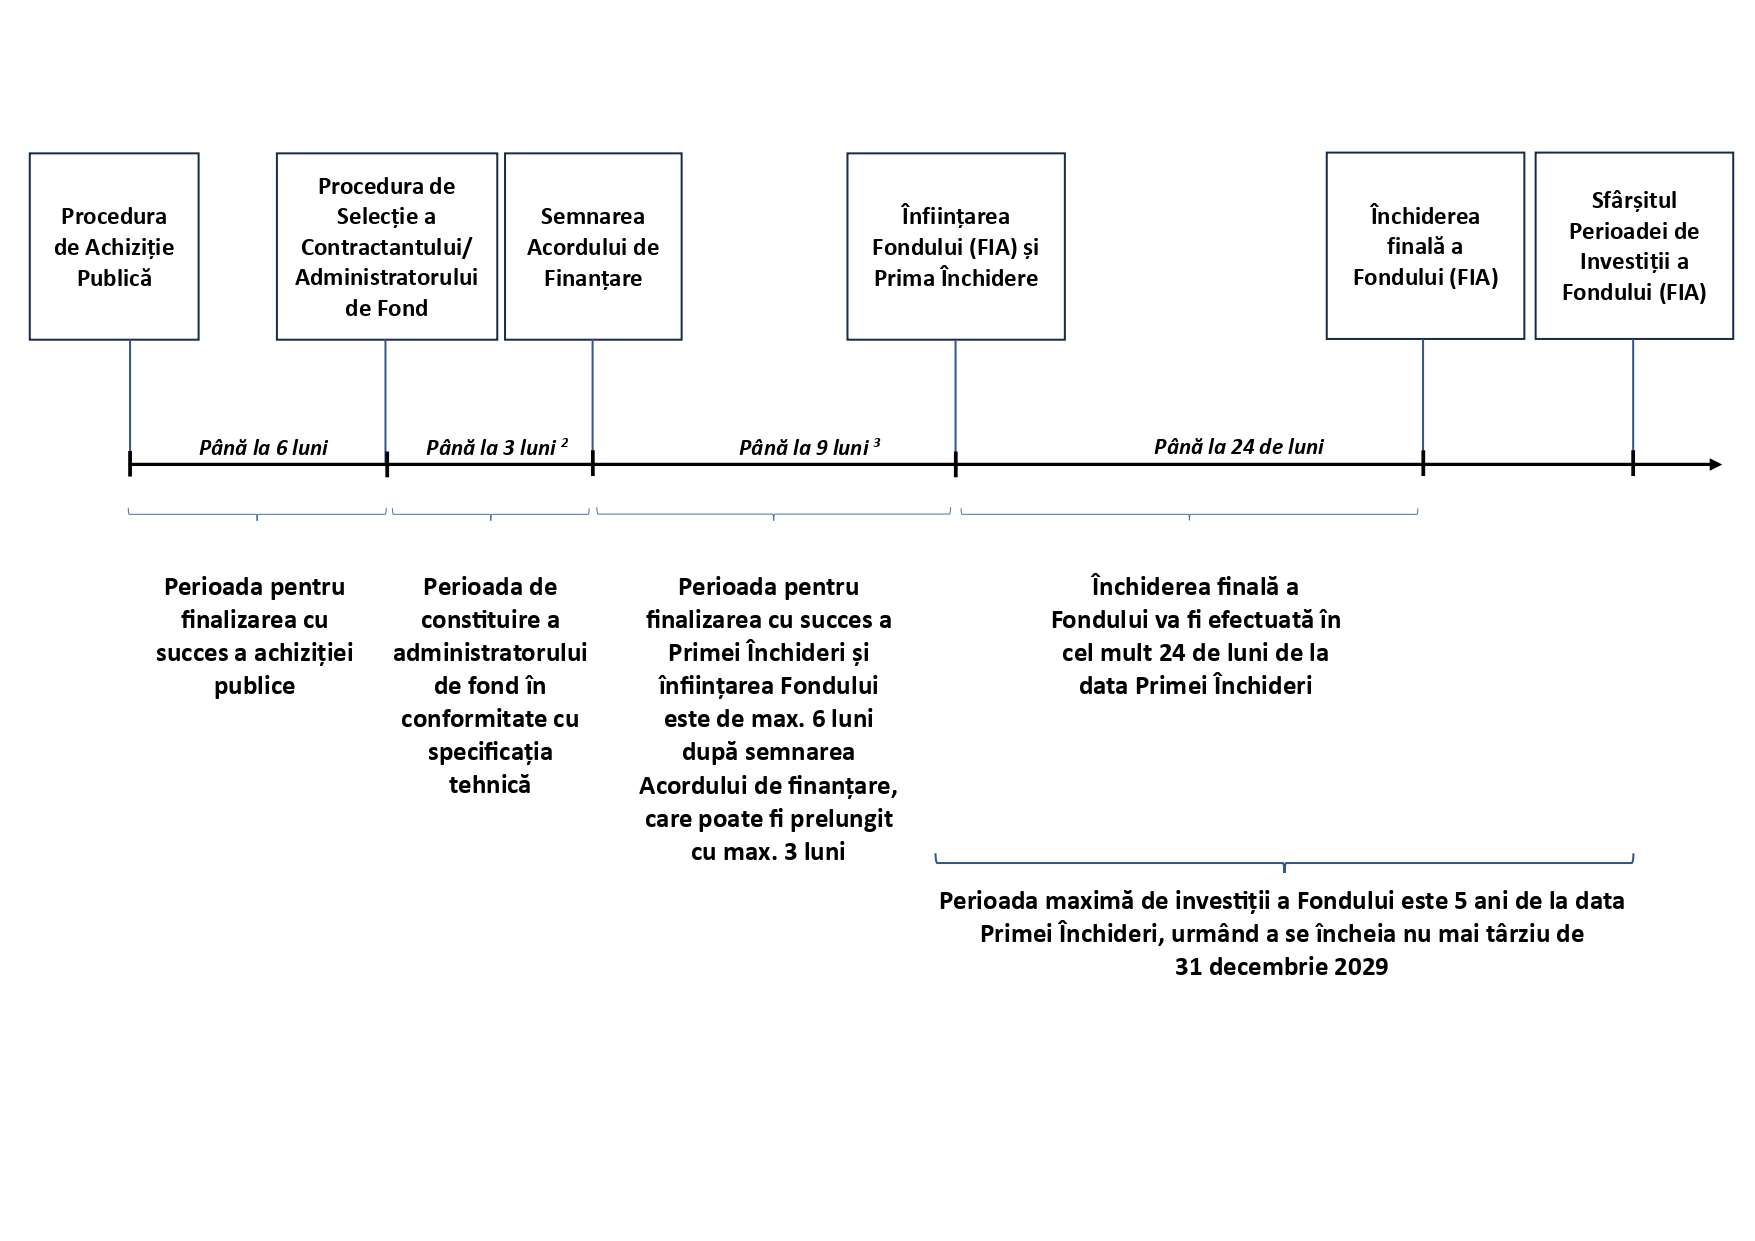 Procedura
de Achiziție
Publică
Procedura de
Selecție a
Contractantului/
Administratorului
de Fond
Semnarea
Acordului de
Finanțare
Înființarea
Fondului (FIA) și
Prima Închidere
Închiderea
finală a
Fondului (FIA)
Sfârșitul
Perioadei de
Investiții a
Fondului (FIA)
Până la 6 luni
Până la 3 luni ²
Până la 9 luni ³
Până la 24 de luni
Perioada pentru
finalizarea cu
succes a achiziției
publice
Perioada de
constituire a
administratorului
de fond în
conformitate cu
specificația
tehnică
Perioada pentru
finalizarea cu succes a
Primei Închideri și
înființarea Fondului
este de max. 6 luni
după semnarea
Acordului de finanțare,
care poate fi prelungit
cu max. 3 luni
Închiderea finală a
Fondului va fi efectuată în
cel mult 24 de luni de la
data Primei Închideri
Perioada maximă de investiții a Fondului este 5 ani de la data
Primei Închideri, urmând a se încheia nu mai târziu de
31 decembrie 2029